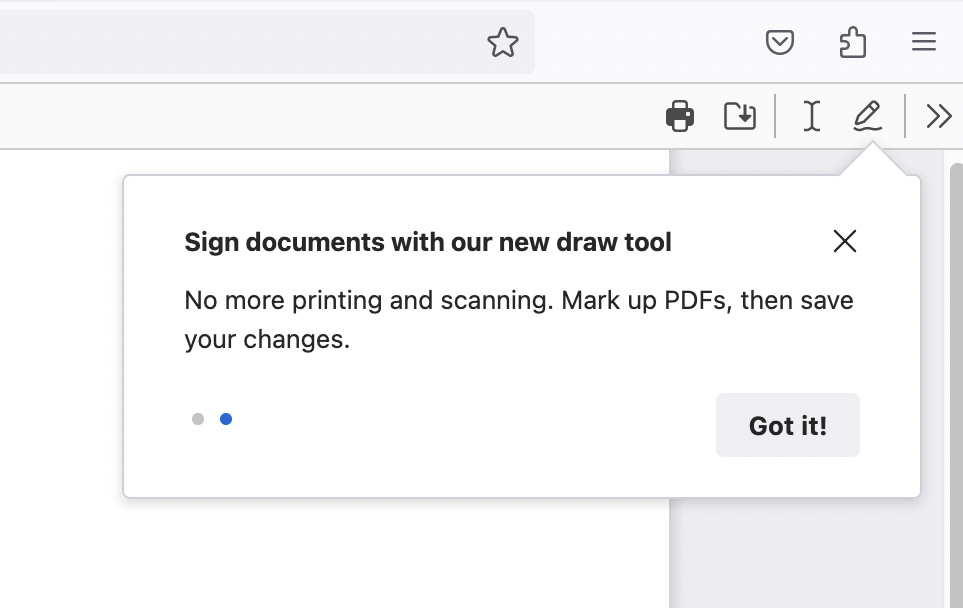 Sign documents with our new draw tool
No more printing and scanning. Mark up PDFs, then save
your changes.
Got it!